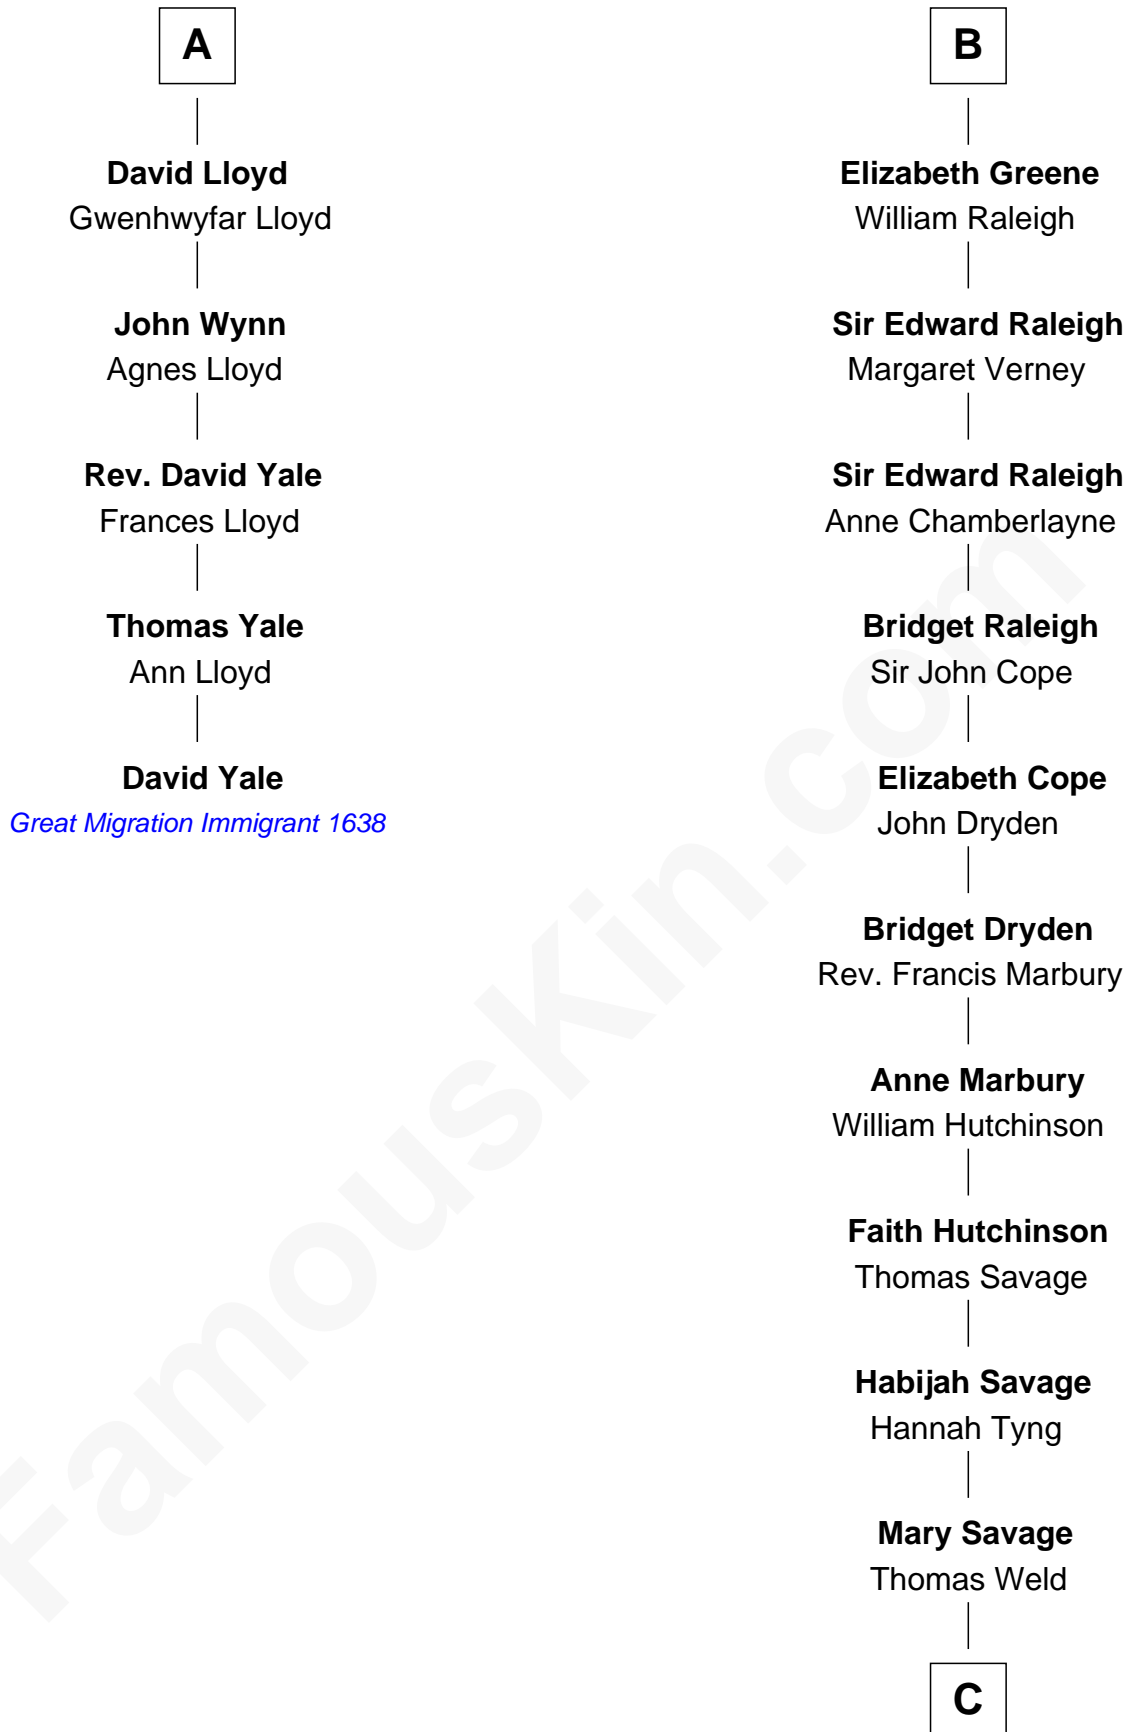 A
David Lloyd
Gwenhwyfar Lloyd
John Wynn
Agnes Lloyd
Rev. David Yale
Frances Lloyd
Thomas Yale
Ann Lloyd
David Yale
Great Migration Immigrant 1638
B
Elizabeth Greene
William Raleigh
Sir Edward Raleigh
Margaret Verney
Sir Edward Raleigh
Anne Chamberlayne
Bridget Raleigh
Sir John Cope
Elizabeth Cope
John Dryden
Bridget Dryden
Rev. Francis Marbury
Anne Marbury
William Hutchinson
Faith Hutchinson
Thomas Savage
Habijah Savage
Hannah Tyng
Mary Savage
Thomas Weld
C
FamousKin.com